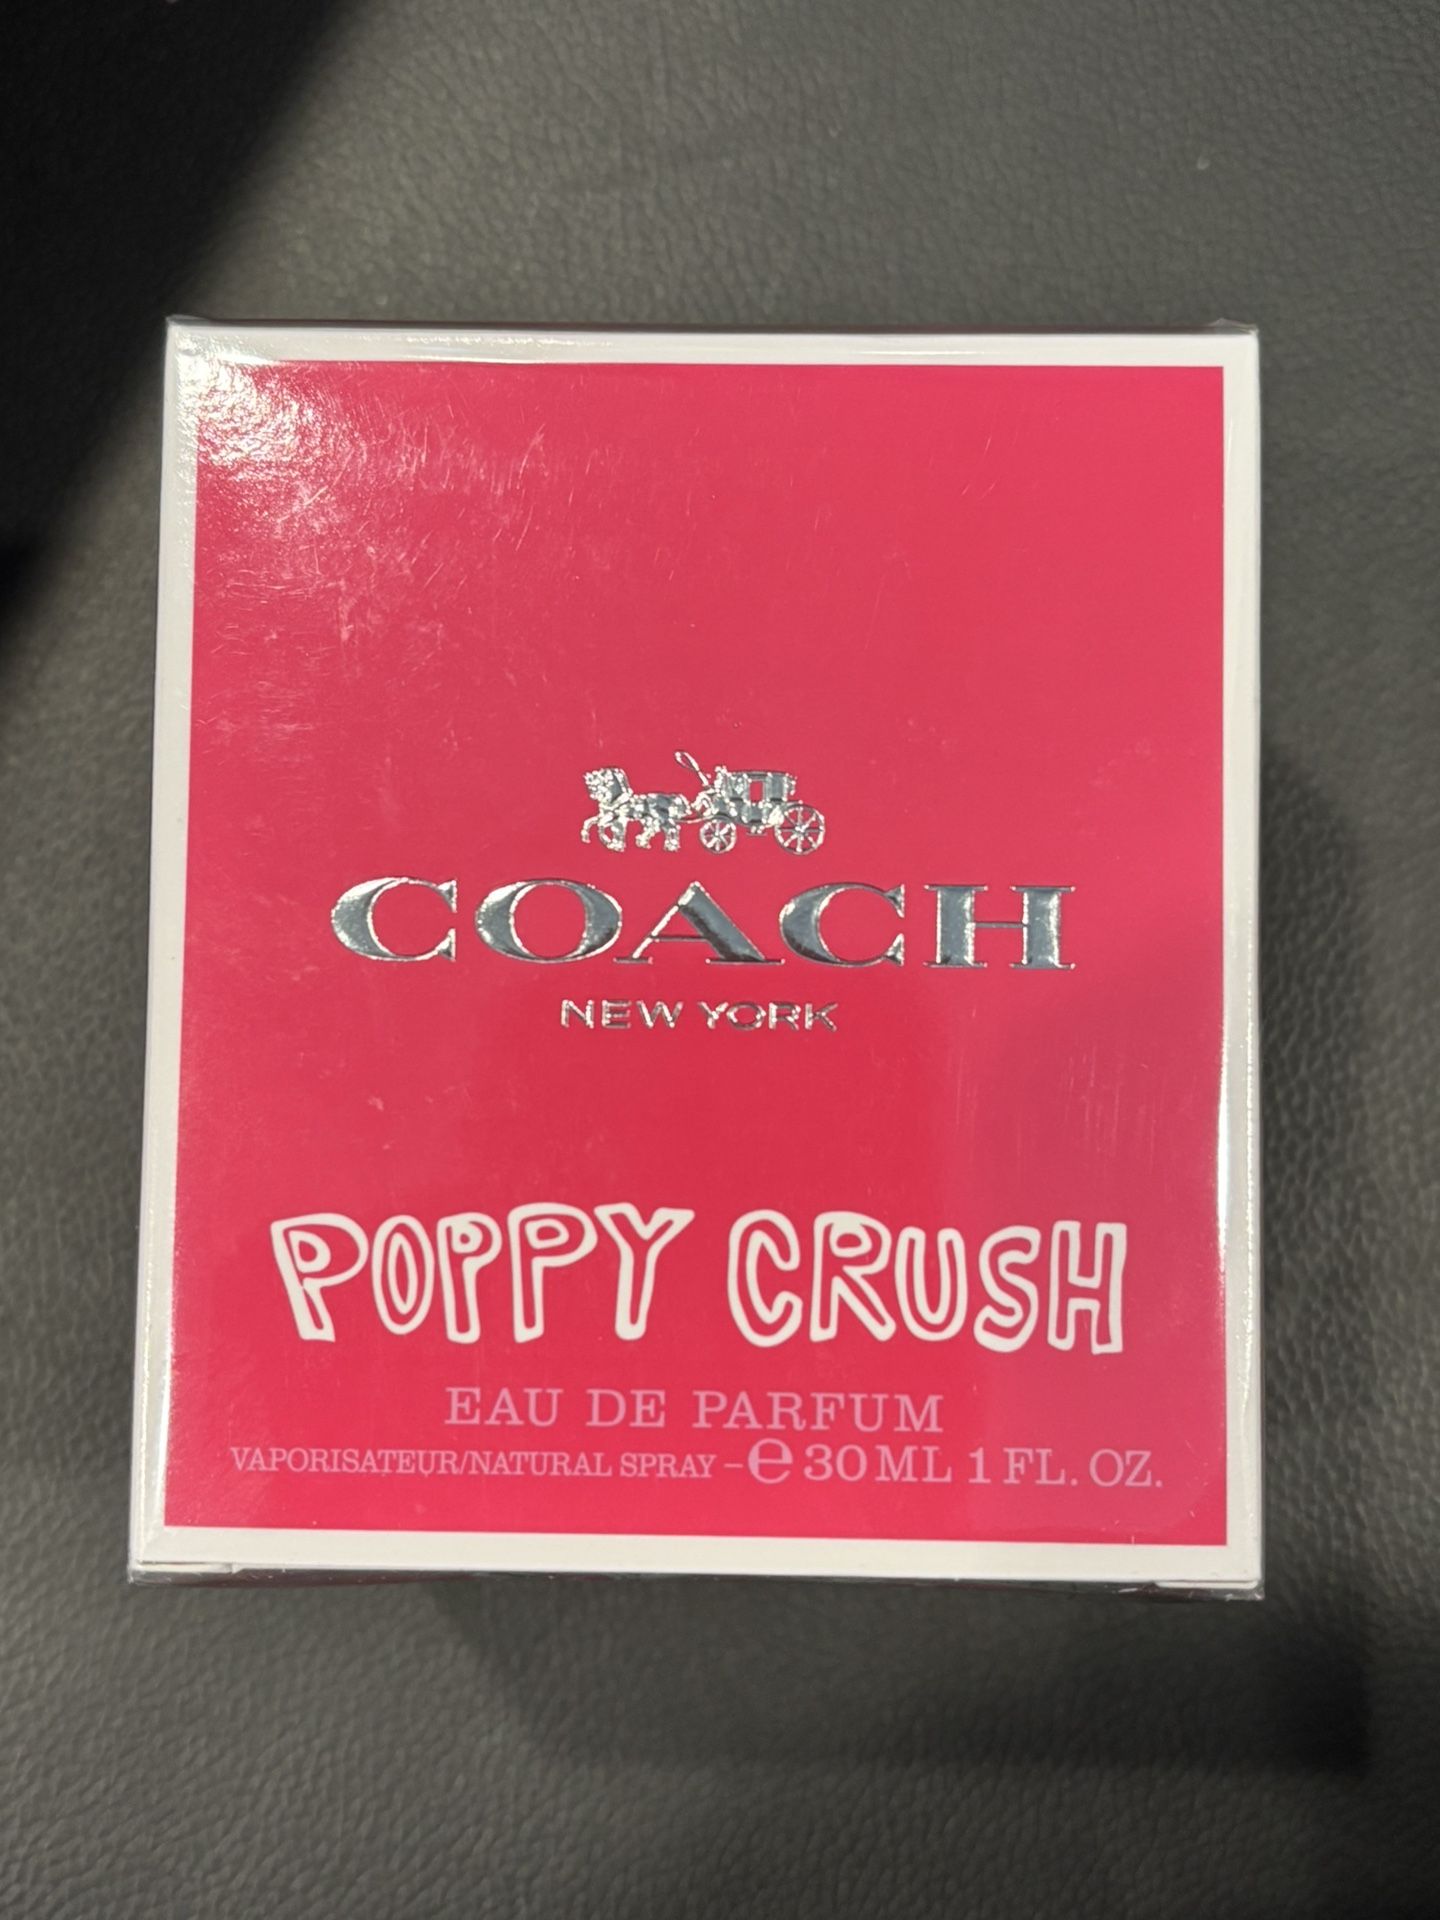 COACH
NEW YORK
POPPY CRUSH
EAU DE PARFUM
VAPORISATEUR/NATURAL SPRAY – ℮ 30 ML 1 FL. OZ.